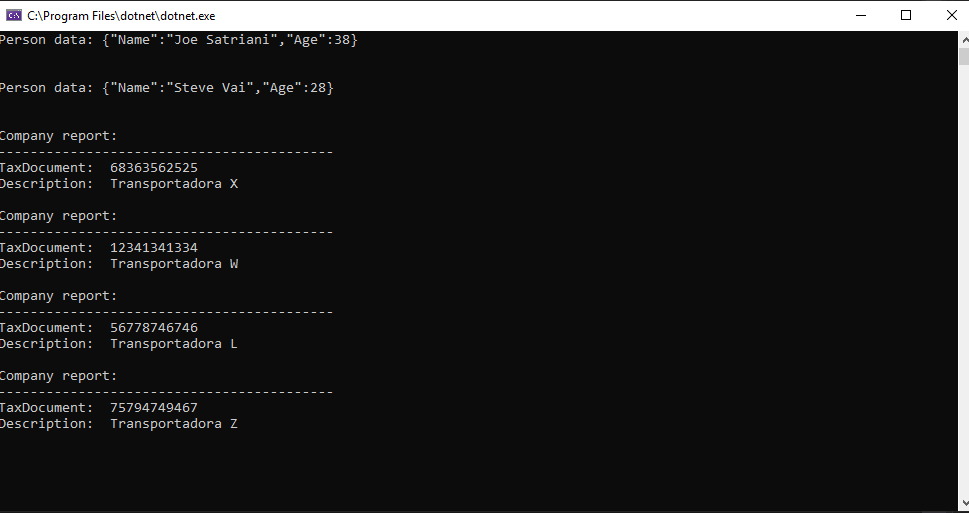 C:\Program Files\dotnet\dotnet.exe
Person data: {"Name":"Joe Satriani","Age":38}
Person data: {"Name":"Steve Vai","Age":28}
Company report:
------------------------------------------
TaxDocument:  68363562525
Description:  Transportadora X
Company report:
------------------------------------------
TaxDocument:  12341341334
Description:  Transportadora W
Company report:
------------------------------------------
TaxDocument:  56778746746
Description:  Transportadora L
Company report:
------------------------------------------
TaxDocument:  75794749467
Description:  Transportadora Z